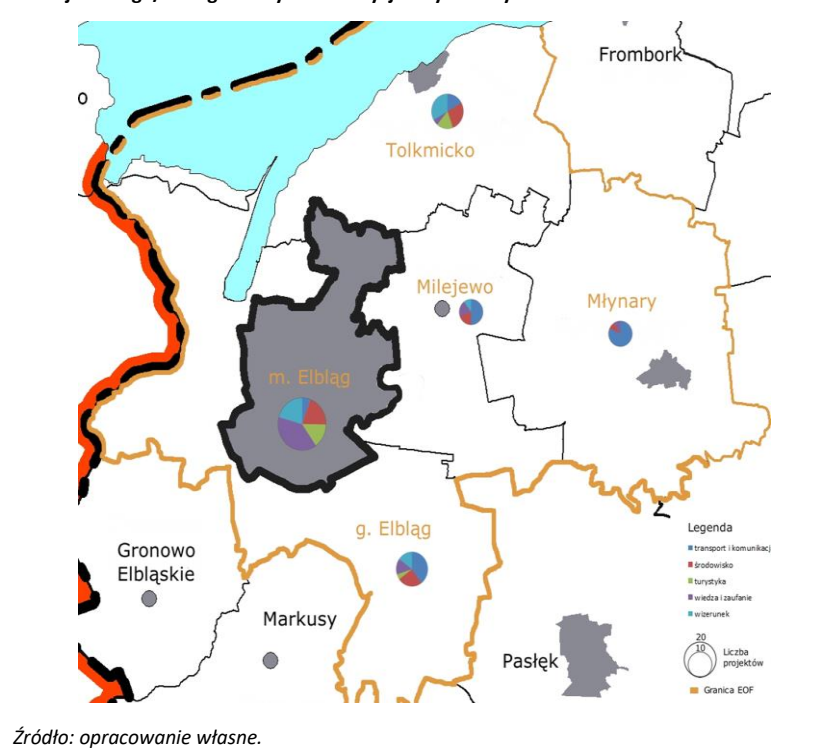 Frombork
o
Tolkmicko
Milejewo
Młynary
m. Elbląg
g. Elbląg
Gronowo
Elbląskie
Markusy
Pasłęk
Legenda
transport i komunikacj
środowisko
turystyka
wiedza i zaufanie
wizerunek
20
10
Liczba
projektów
Granica EOF
Źródło: opracowanie własne.